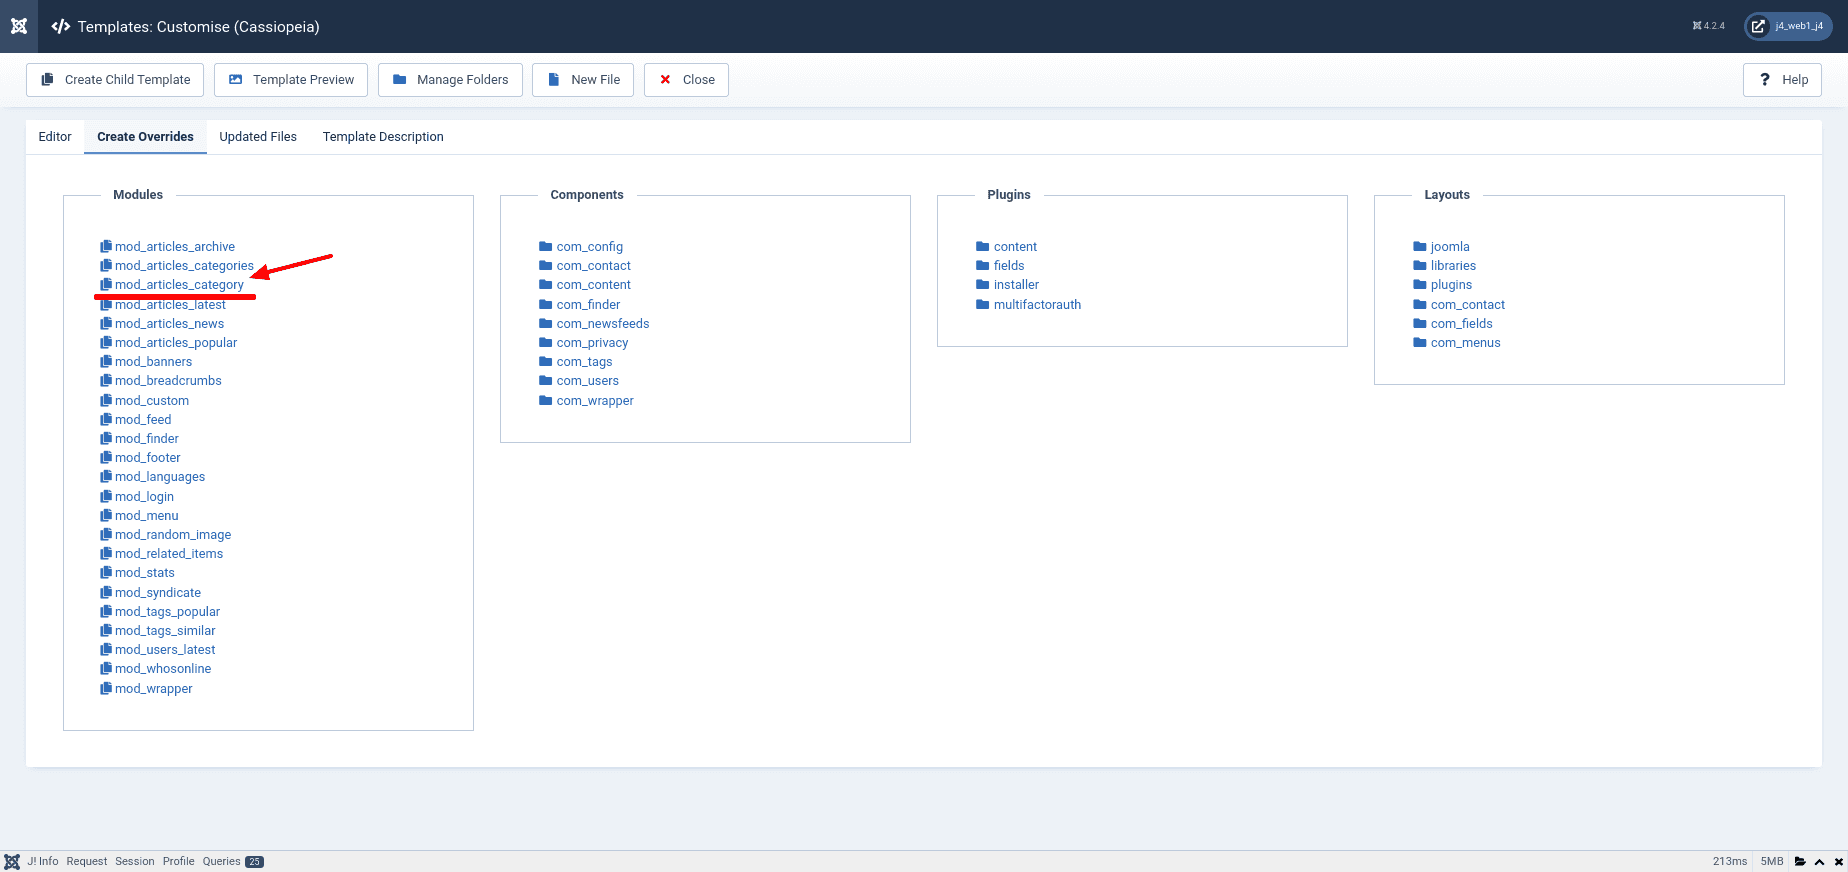 Templates: Customise (Cassiopeia)
4.2.4
j4_web1_j4
Create Child Template
Template Preview
Manage Folders
New File
Close
Help
Editor
Create Overrides
Updated Files
Template Description
Modules
mod_articles_archive
mod_articles_categories
mod_articles_category
mod_articles_latest
mod_articles_news
mod_articles_popular
mod_banners
mod_breadcrumbs
mod_custom
mod_feed
mod_finder
mod_footer
mod_languages
mod_login
mod_menu
mod_random_image
mod_related_items
mod_stats
mod_syndicate
mod_tags_popular
mod_tags_similar
mod_users_latest
mod_whosonline
mod_wrapper
Components
com_config
com_contact
com_content
com_finder
com_newsfeeds
com_privacy
com_tags
com_users
com_wrapper
Plugins
content
fields
installer
multifactorauth
Layouts
joomla
libraries
plugins
com_contact
com_fields
com_menus
J! Info
Request
Session
Profile
Queries 25
213ms
5MB